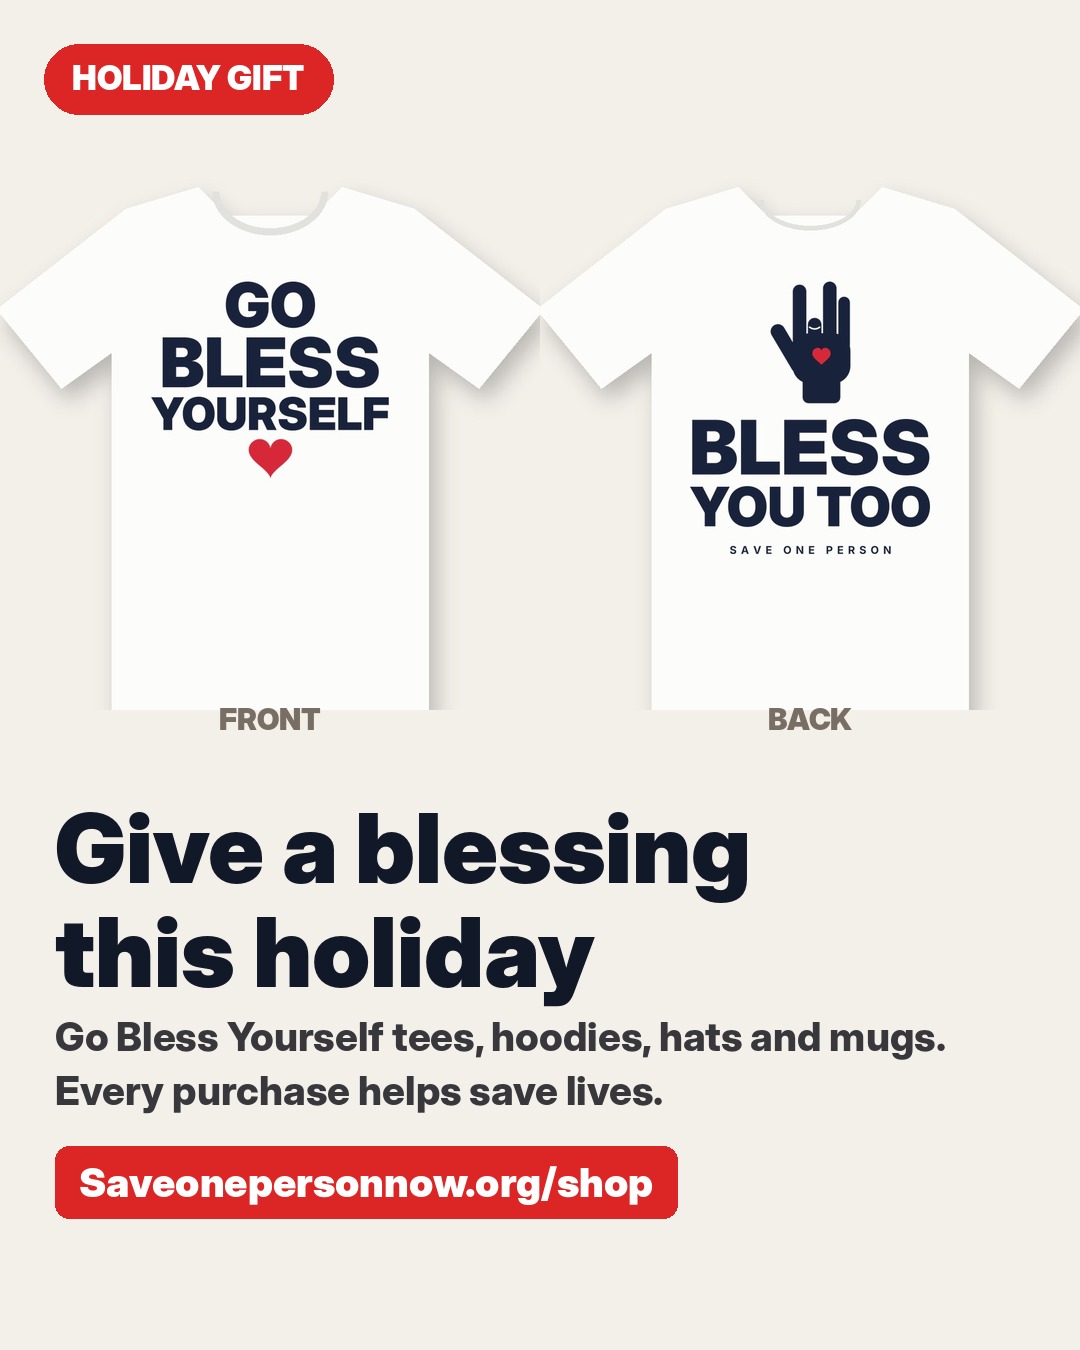 HOLIDAY GIFT
GO
BLESS
YOURSELF
BLESS
YOU TOO
SAVE ONE PERSON
FRONT
BACK
Give a blessing
this holiday
Go Bless Yourself tees, hoodies, hats and mugs.
Every purchase helps save lives.
Saveonepersonnow.org/shop